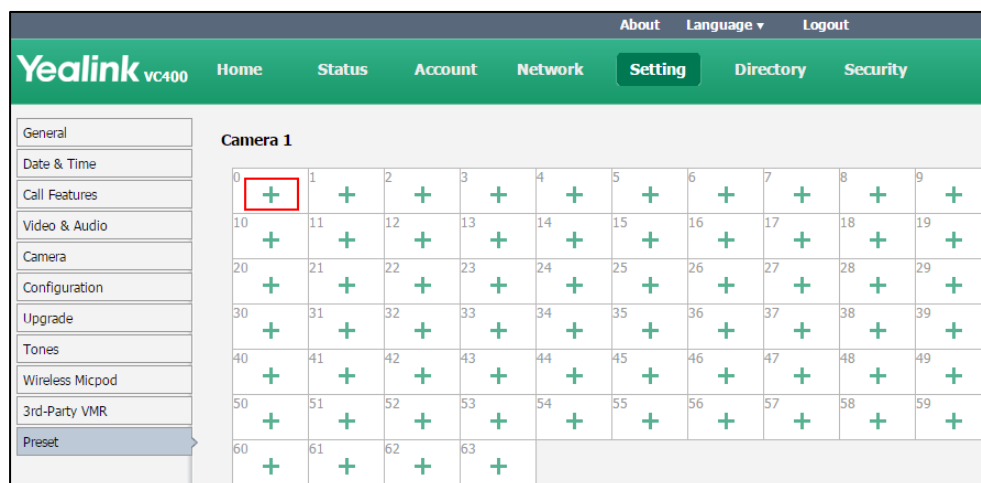 About Language ▾ Logout
Yealink VC400 Home Status Account Network Setting Directory Security
General
Date & Time
Call Features
Video & Audio
Camera
Configuration
Upgrade
Tones
Wireless Micpod
3rd-Party VMR
Preset
Camera 1
0 1 2 3 4 5 6 7 8 9
10 11 12 13 14 15 16 17 18 19
20 21 22 23 24 25 26 27 28 29
30 31 32 33 34 35 36 37 38 39
40 41 42 43 44 45 46 47 48 49
50 51 52 53 54 55 56 57 58 59
60 61 62 63